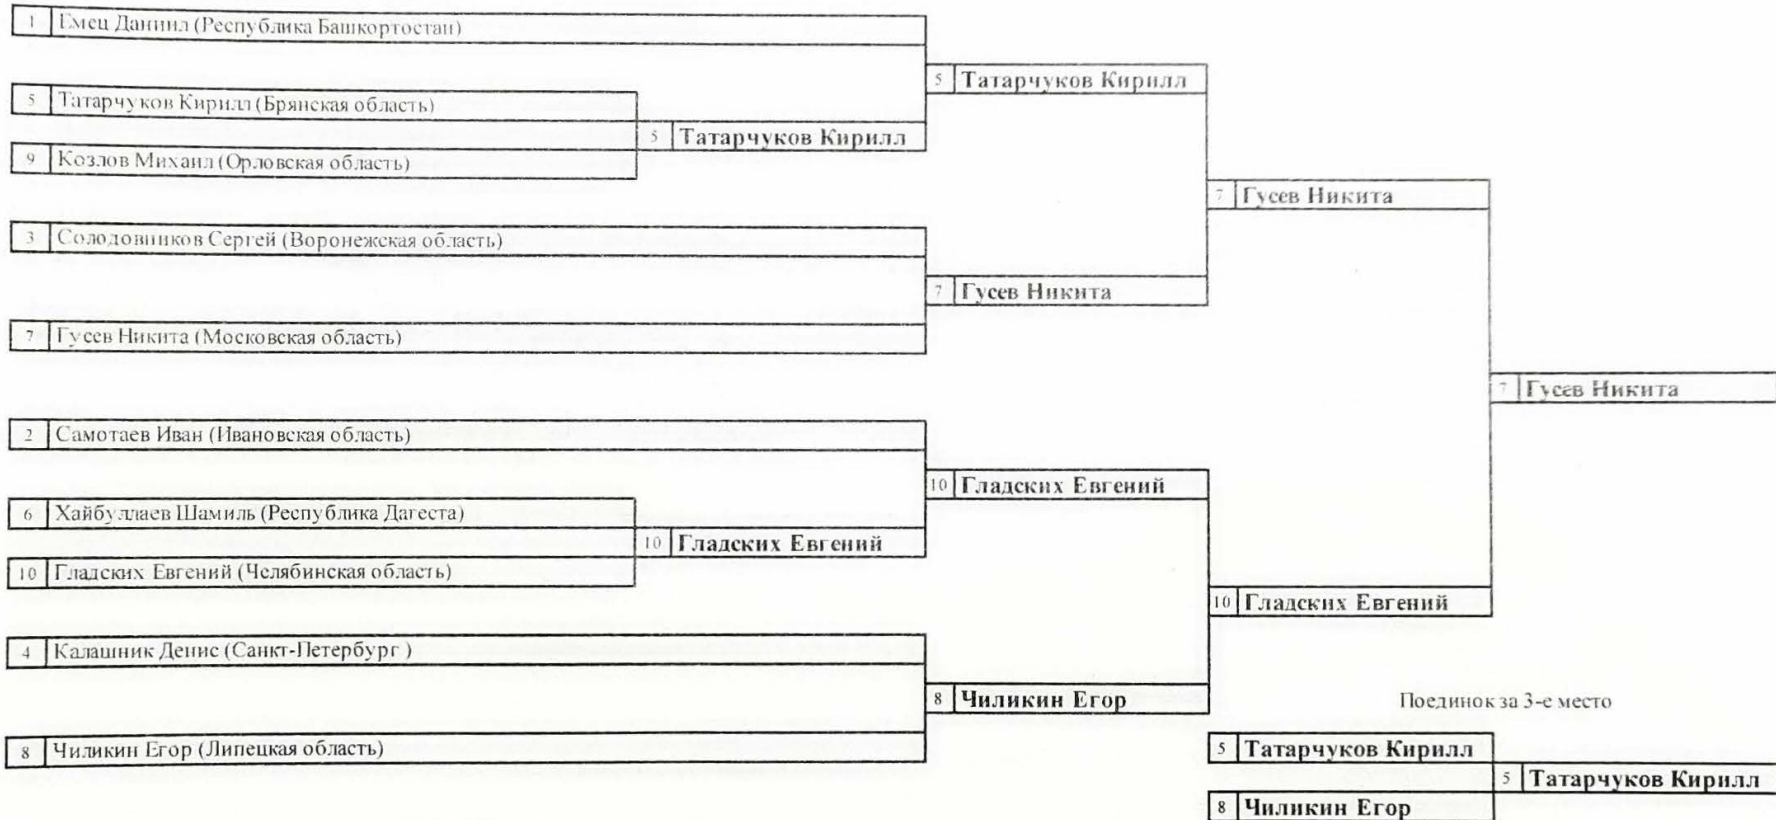 1 Емец Даниил (Республика Башкортостан)
5 Татарчуков Кирилл
5 Татарчуков Кирилл (Брянская область)
5 Татарчуков Кирилл
9 Козлов Михаил (Орловская область)
7 Гусев Никита
3 Солодовников Сергей (Воронежская область)
7 Гусев Никита
7 Гусев Никита (Московская область)
7 Гусев Никита
2 Самотаев Иван (Ивановская область)
10 Гладских Евгений
6 Хайбуллаев Шамиль (Республика Дагеста)
10 Гладских Евгений
10 Гладских Евгений (Челябинская область)
10 Гладских Евгений
4 Калашник Денис (Санкт-Петербург )
8 Чиликин Егор
Поединок за 3-е место
8 Чиликин Егор (Липецкая область)
5 Татарчуков Кирилл
5 Татарчуков Кирилл
8 Чиликин Егор